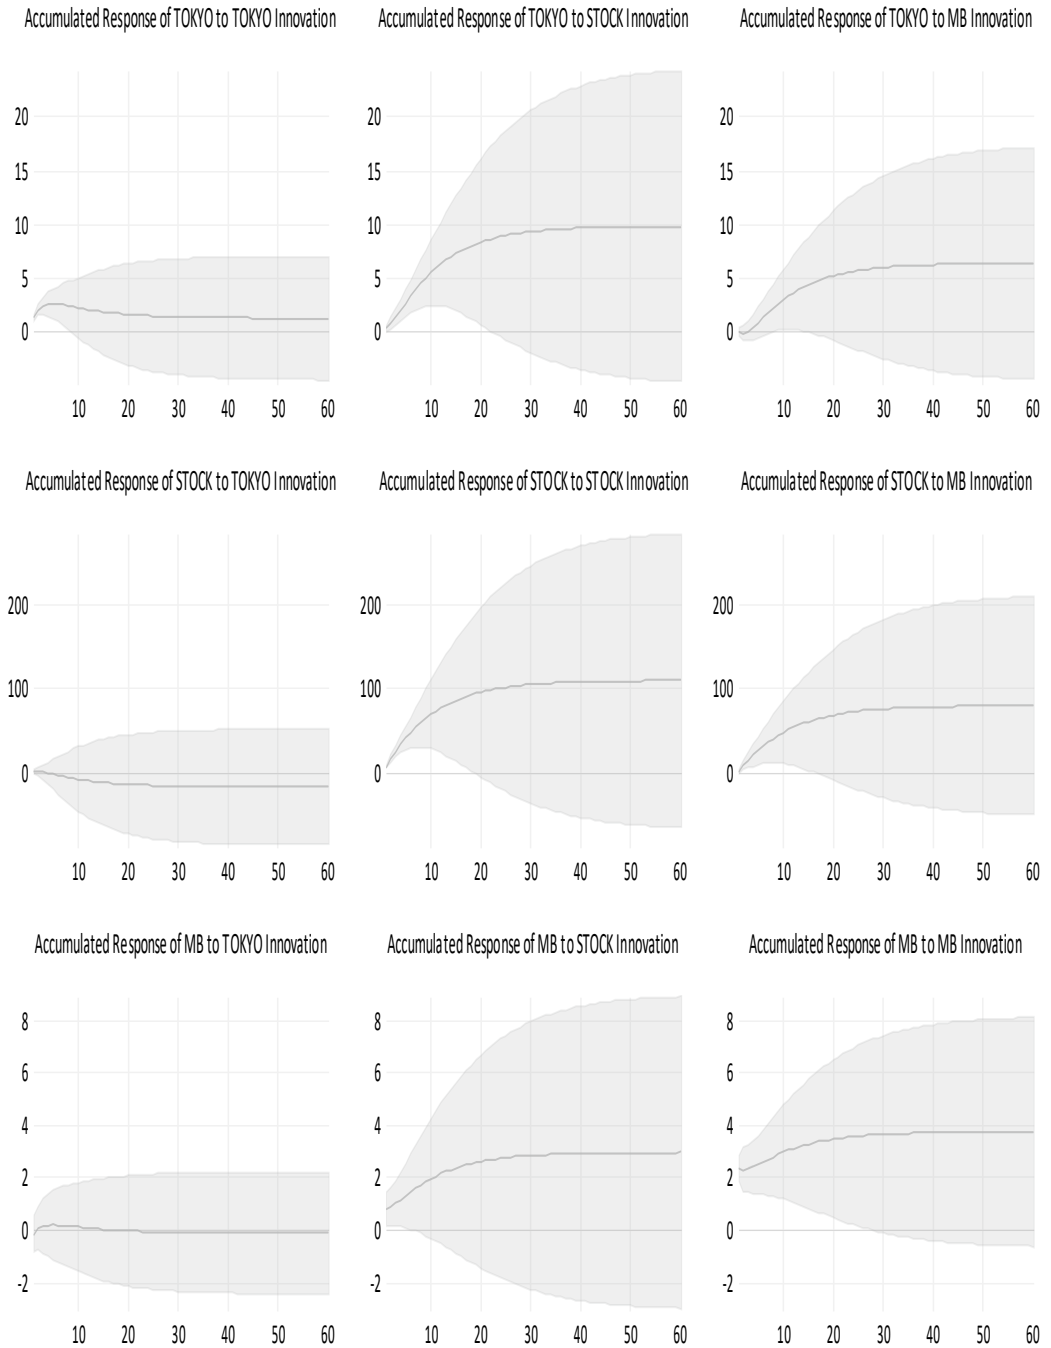 Accumulated Response of TOKYO to TOKYO Innovation
20
15
10
5
0
10 20 30 40 50 60
Accumulated Response of TOKYO to STOCK Innovation
20
15
10
5
0
10 20 30 40 50 60
Accumulated Response of TOKYO to MB Innovation
20
15
10
5
0
10 20 30 40 50 60
Accumulated Response of STOCK to TOKYO Innovation
200
100
0
10 20 30 40 50 60
Accumulated Response of STOCK to STOCK Innovation
200
100
0
10 20 30 40 50 60
Accumulated Response of STOCK to MB Innovation
200
100
0
10 20 30 40 50 60
Accumulated Response of MB to TOKYO Innovation
8
6
4
2
0
-2
10 20 30 40 50 60
Accumulated Response of MB to STOCK Innovation
8
6
4
2
0
-2
10 20 30 40 50 60
Accumulated Response of MB to MB Innovation
8
6
4
2
0
-2
10 20 30 40 50 60